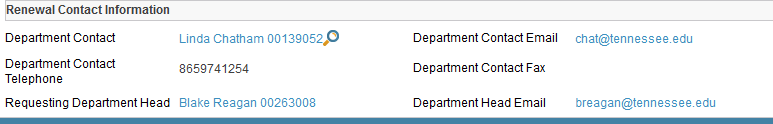 Renewal Contact Information
Department Contact Linda Chatham 00139052 Department Contact Email chat@tennessee.edu
Department Contact Telephone 8659741254 Department Contact Fax
Requesting Department Head Blake Reagan 00263008 Department Head Email breagan@tennessee.edu